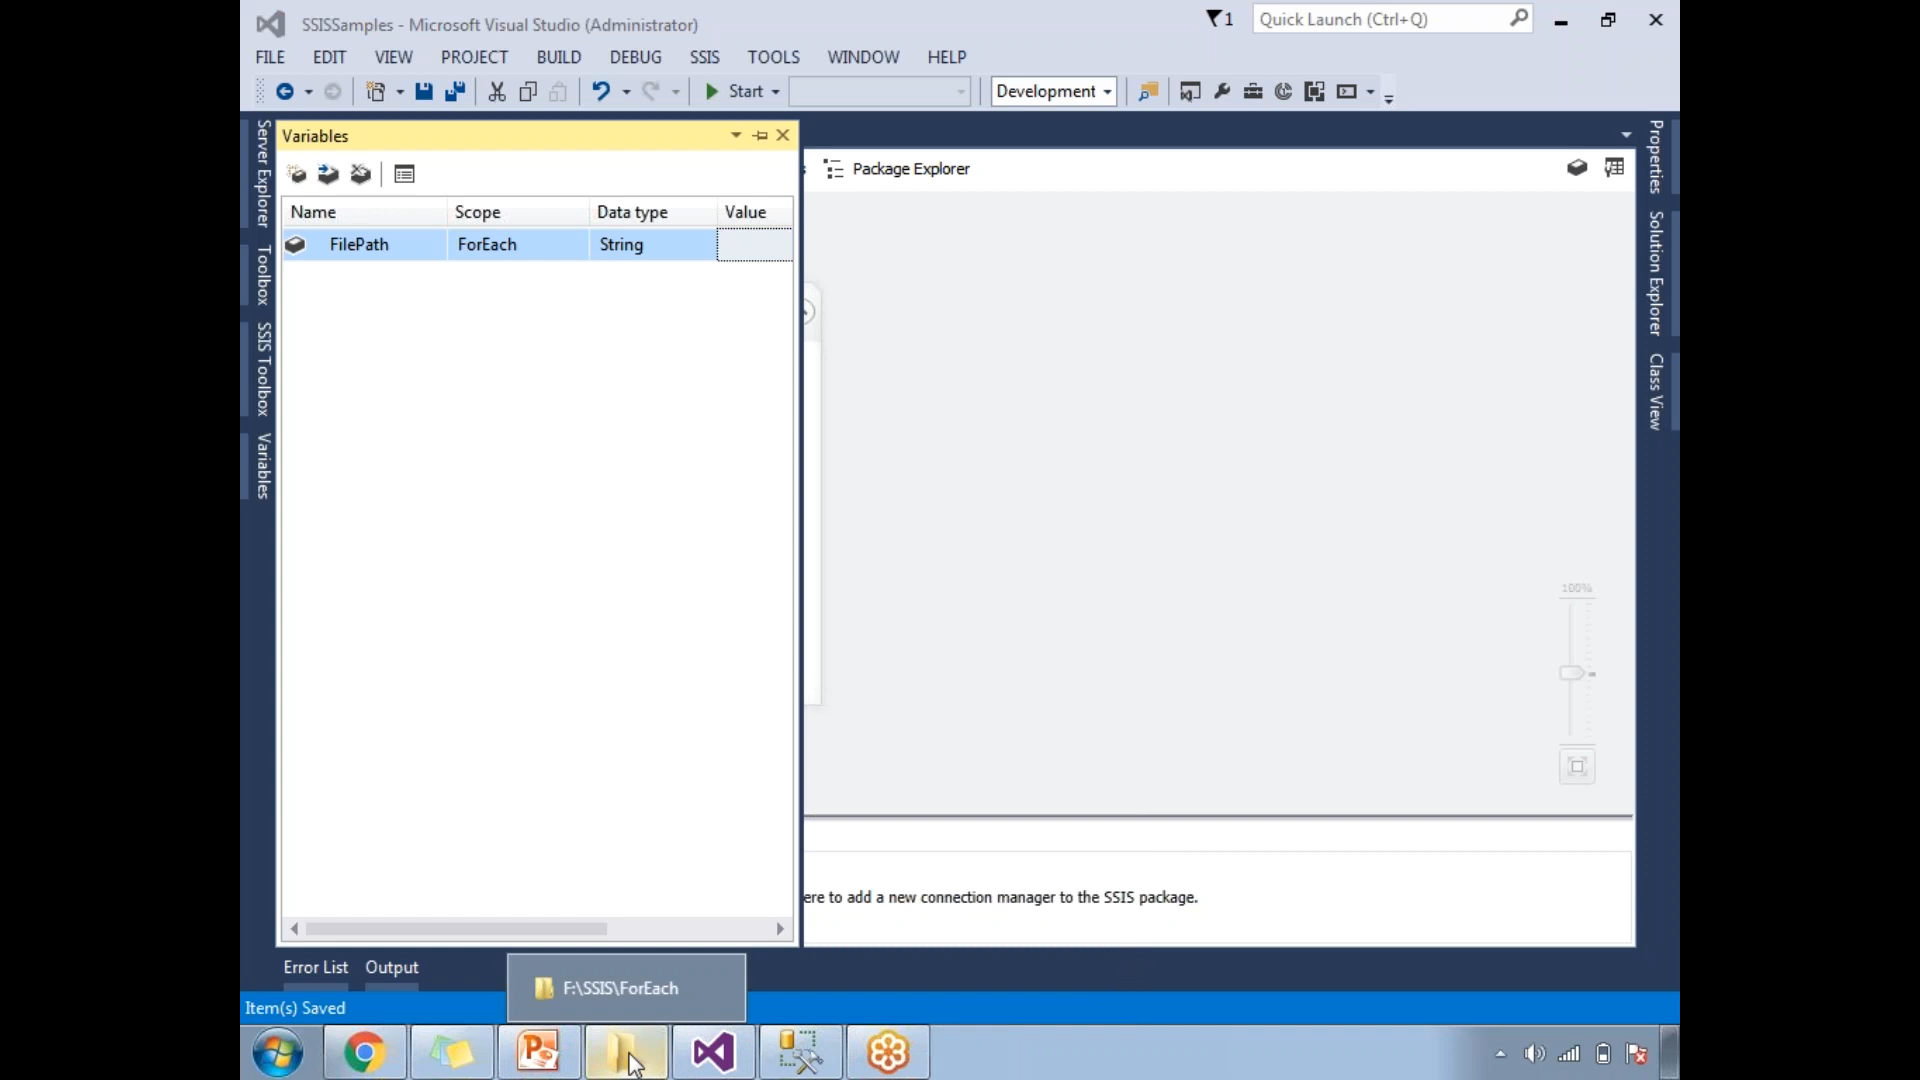 SSISSamples - Microsoft Visual Studio (Administrator)
1
Quick Launch (Ctrl+Q)
FILE EDIT VIEW PROJECT BUILD DEBUG SSIS TOOLS WINDOW HELP
Start
Development
Server Explorer
Toolbox
SSIS Toolbox
Variables
Variables
Name Scope Data type Value
FilePath ForEach String
Package Explorer
Properties
Solution Explorer
Class View
100%
ere to add a new connection manager to the SSIS package.
Error List Output
F:\SSIS\ForEach
Item(s) Saved